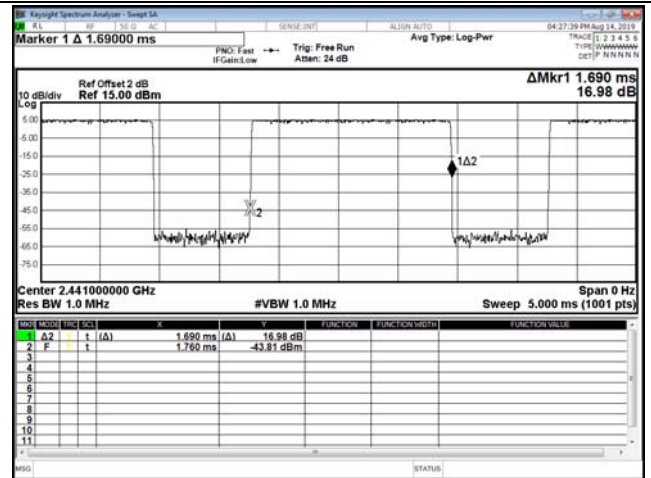 Keysight Spectrum Analyzer - Swept SA
RL RF 50 Ω AC SENSE:INT ALIGN AUTO 04:27:39 PM Aug 14, 2019
Marker 1 Δ 1.69000 ms PNO: Fast Trig: Free Run Avg Type: Log-Pwr TRACE 1 2 3 4 5 6
IFGain:Low Atten: 24 dB TYPE WWWWWW
DET P N N N N N
ΔMkr1 1.690 ms
Ref Offset 2 dB
10 dB/div Ref 15.00 dBm 16.98 dB
Log
5.00
-5.00
-15.0
1Δ2
-25.0
-35.0
-45.0
2
-55.0
-65.0
-75.0
Center 2.441000000 GHz Span 0 Hz
Res BW 1.0 MHz #VBW 1.0 MHz Sweep 5.000 ms (1001 pts)
MKR MODE TRC SCL X Y FUNCTION FUNCTION WIDTH FUNCTION VALUE
1 Δ2 1 t (Δ) 1.690 ms (Δ) 16.98 dB
2 F 1 t 1.760 ms -43.81 dBm
3
4
5
6
7
8
9
10
11
MSG STATUS